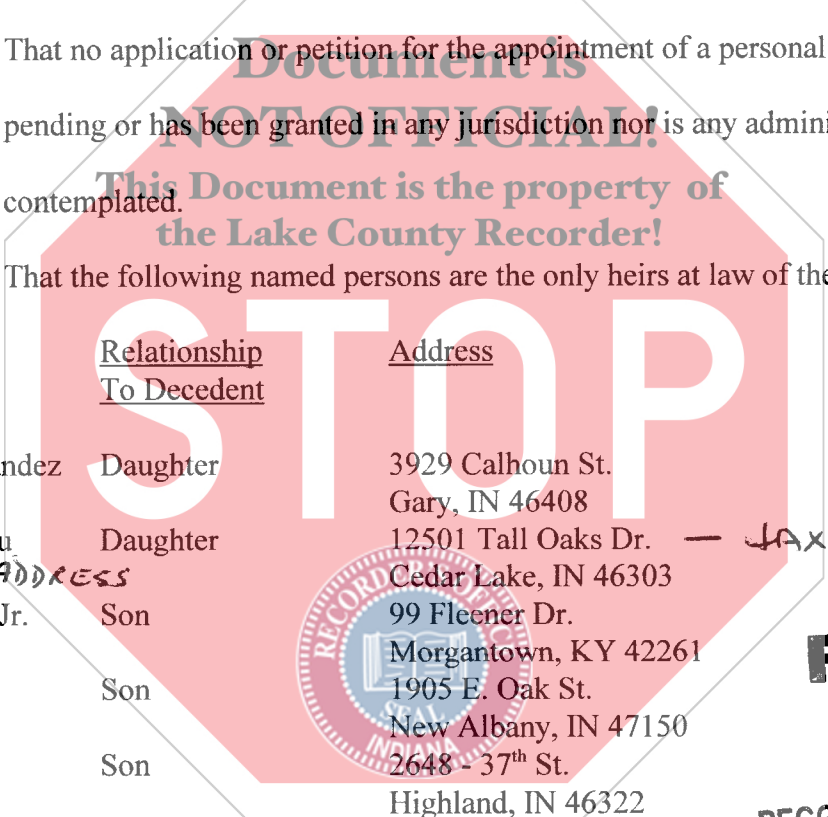 That no application or petition for the appointment of a personal
Document is
pending or has been granted in any jurisdiction nor is any admini
NOT OFFICIAL!
contemplated.
This Document is the property of
the Lake County Recorder!
That the following named persons are the only heirs at law of the
STOP
Relationship Address
To Decedent
ndez Daughter 3929 Calhoun St.
Gary, IN 46408
u Daughter 12501 Tall Oaks Dr. — TAX
ADDRESS Cedar Lake, IN 46303
Jr. Son 99 Fleener Dr.
Morgantown, KY 42261
Son 1905 E. Oak St.
New Albany, IN 47150
Son 2648 - 37th St.
Highland, IN 46322
RECORDER'S OFFICE
SEAL
INDIANA